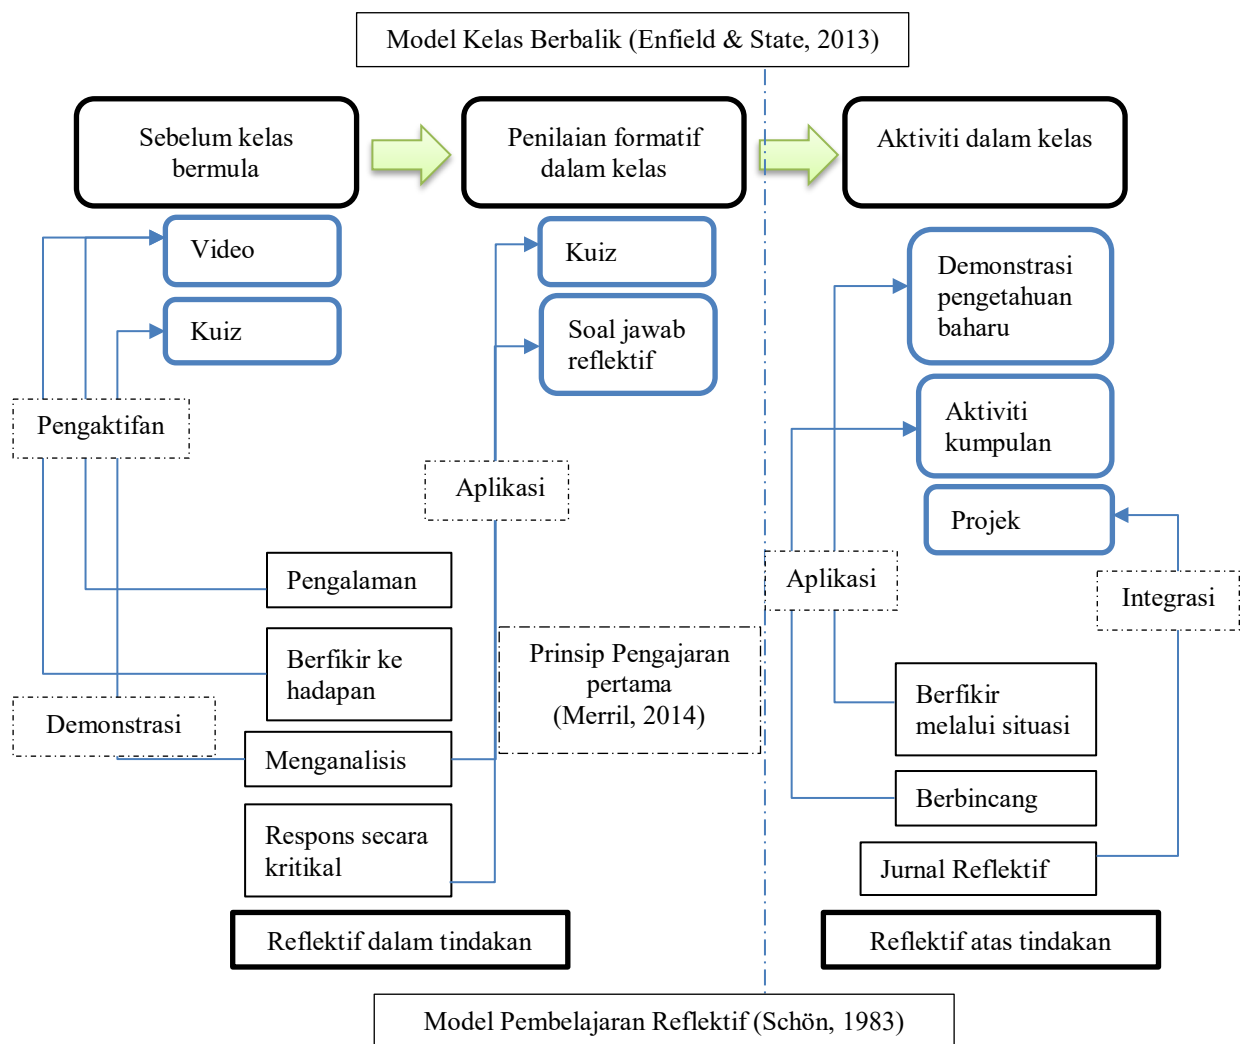 Model Kelas Berbalik (Enfield & State, 2013)
Sebelum kelas
bermula
Penilaian formatif
dalam kelas
Aktiviti dalam kelas
Video
Kuiz
Kuiz
Soal jawab
reflektif
Demonstrasi
pengetahuan
baharu
Aktiviti
kumpulan
Projek
Pengaktifan
Aplikasi
Aplikasi
Integrasi
Pengalaman
Berfikir ke
hadapan
Demonstrasi
Menganalisis
Respons secara
kritikal
Prinsip Pengajaran
pertama
(Merril, 2014)
Berfikir
melalui situasi
Berbincang
Jurnal Reflektif
Reflektif dalam tindakan
Reflektif atas tindakan
Model Pembelajaran Reflektif (Schön, 1983)